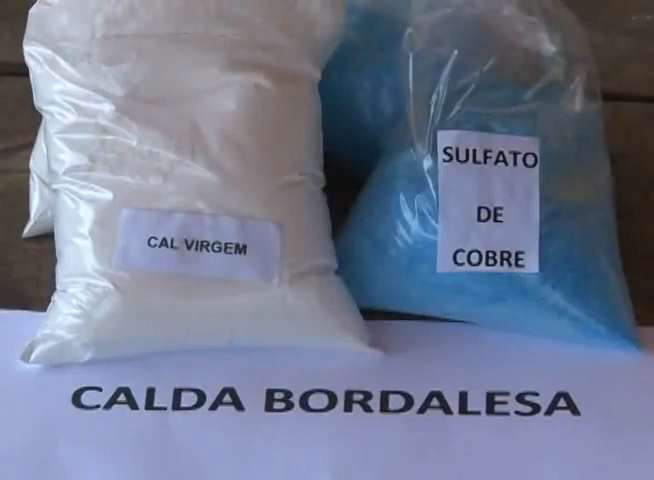 CAL VIRGEM
SULFATO
DE
COBRE
CALDA BORDALESA